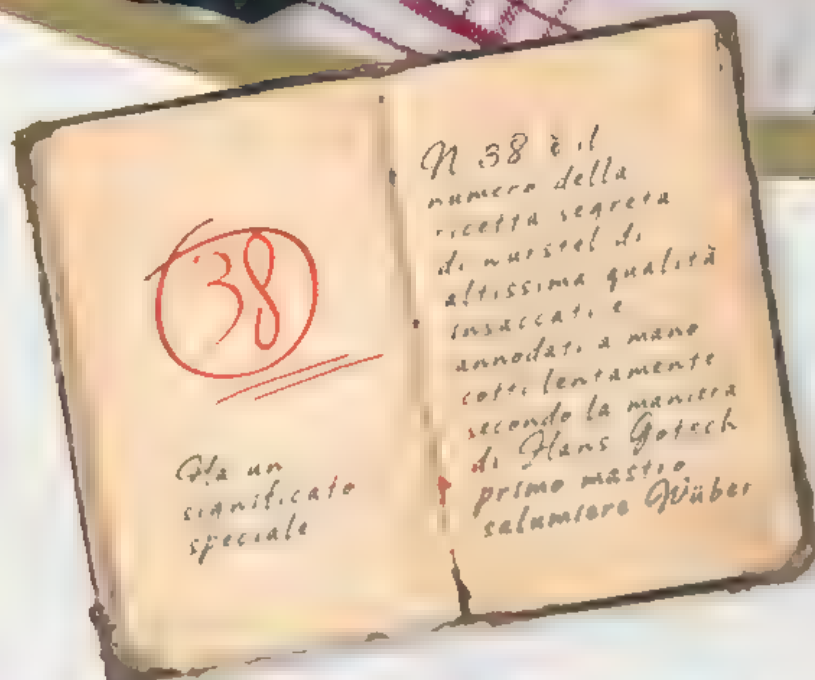 38
Ha un
significato
speciale
N 38 è il
numero della
ricetta segreta
di wurstel di
altissima qualità
insaccati e
annodati a mano
cotti lentamente
secondo la maniera
di Hans Gotsch
primo mastro
salumiere Wüber